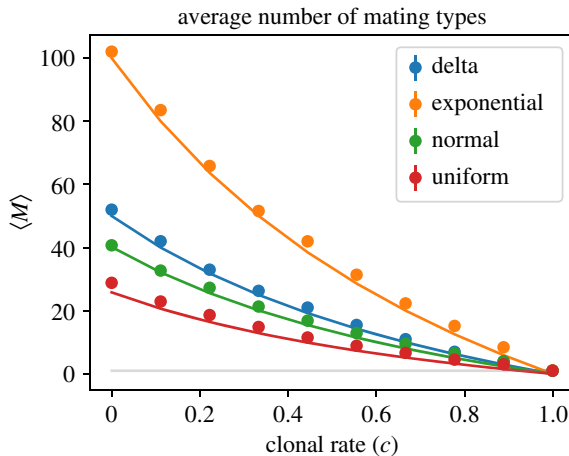 average number of mating types
100
80
60
40
20
0
⟨M⟩
delta
exponential
normal
uniform
0
0.2
0.4
0.6
0.8
1.0
clonal rate (c)